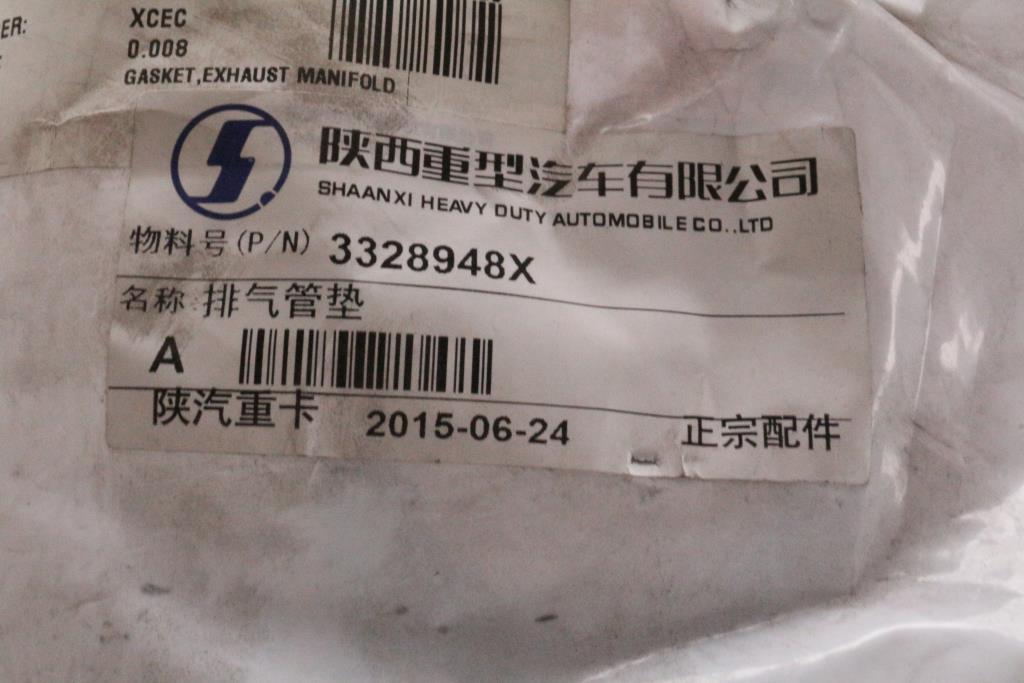 ER:
XCEC
0.008
GASKET,EXHAUST MANIFOLD
陕西重型汽车有限公司
SHAANXI HEAVY DUTY AUTOMOBILE CO.,LTD
物料号(P/N) 3328948X
名称 排气管垫
A
陕汽重卡 2015-06-24 正宗配件